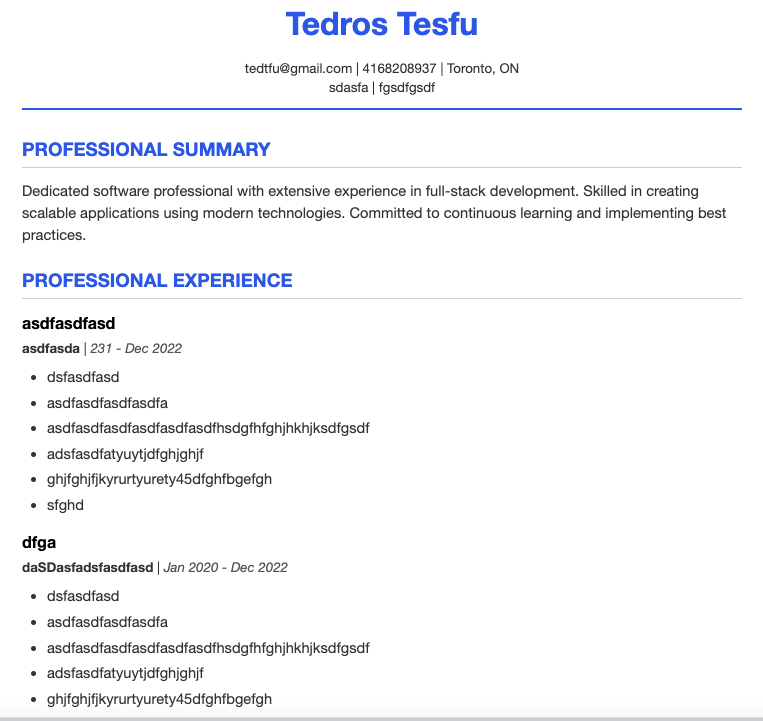 Tedros Tesfu
tedtfu@gmail.com | 4168208937 | Toronto, ON
sdasfa | fgsdfgsdf
PROFESSIONAL SUMMARY
Dedicated software professional with extensive experience in full-stack development. Skilled in creating
scalable applications using modern technologies. Committed to continuous learning and implementing best
practices.
PROFESSIONAL EXPERIENCE
asdfasdfasd
asdfasda | 231 - Dec 2022
• dsfasdfasd
• asdfasdfasdfasdfa
• asdfasdfasdfasdfasdfasdfhsdgfhfghjhkhjksdfgsdf
• adsfasdfatyuytjdfghjghjf
• ghjfghjfjkyrurtyurety45dfghfbgefgh
• sfghd
dfga
daSDasfadsfasdfasd | Jan 2020 - Dec 2022
• dsfasdfasd
• asdfasdfasdfasdfa
• asdfasdfasdfasdfasdfasdfhsdgfhfghjhkhjksdfgsdf
• adsfasdfatyuytjdfghjghjf
• ghjfghjfjkyrurtyurety45dfghfbgefgh